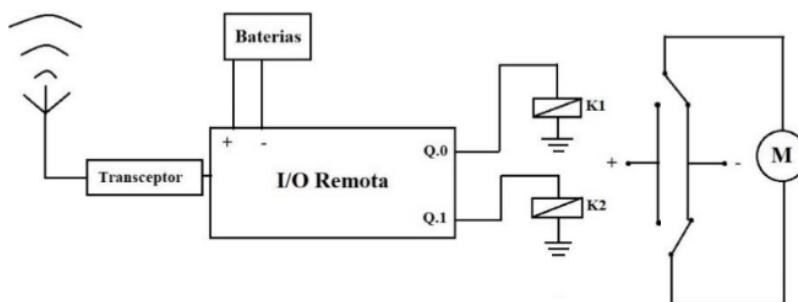 Baterias
+ -
Transceptor
I/O Remota
Q.0
Q.1
K1
K2
+ -
M